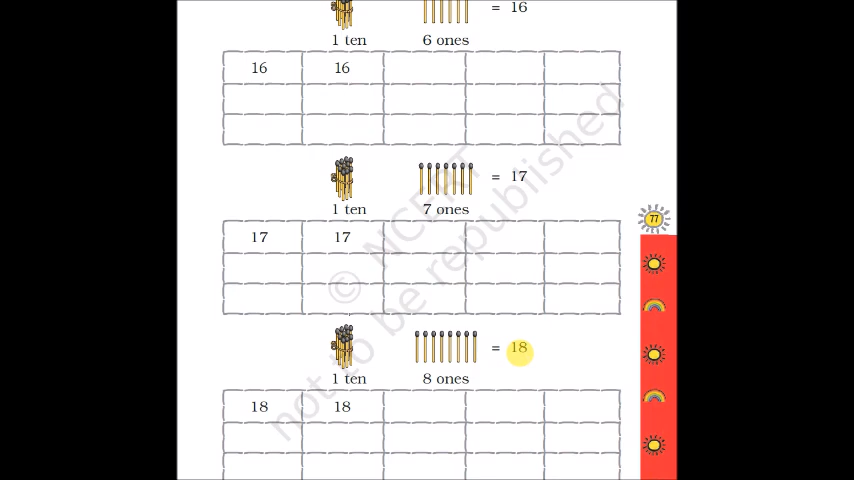 = 16
1 ten 6 ones
16 16
= 17
1 ten 7 ones
77
17 17
= 18
1 ten 8 ones
18 18
© NCERT
not to be republished